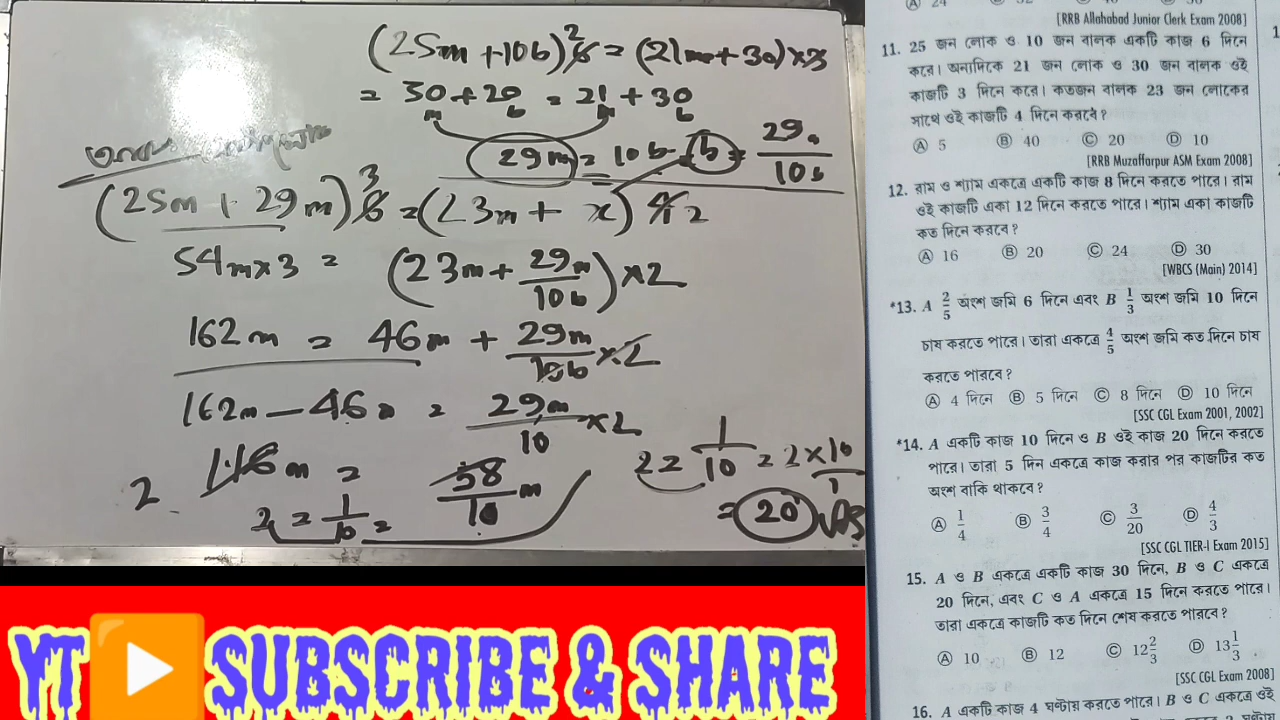 (25m + 10b) 6 2 = (21m + 30) × 3
= 50m + 20b = 21m + 30b
29m = 10b b = 29m/10b
(25m + 29m) 6 3 = (23m + x) 4 2
54m×3 = (23m + 29m/10b) ×2
162m = 46m + 29m/10b ×2
162m − 46m = 29m/10 ×2
2 116m = 58/10 m
2 = 1/10 =
2 = 1/10 = 2 × 10/1
= 20 Ans
YT SUBSCRIBE & SHARE
[RRB Allahabad Junior Clerk Exam 2008]
11. 25 জন লোক ও 10 জন বালক একটি কাজ 6 দিনে
করে। অন্যদিকে 21 জন লোক ও 30 জন বালক ওই
কাজটি 3 দিনে করে। কতজন বালক 23 জন লোকের
সাথে ওই কাজটি 4 দিনে করবে?
Ⓐ 5 Ⓑ 40 Ⓒ 20 Ⓓ 10
[RRB Muzaffarpur ASM Exam 2008]
12. রাম ও শ্যাম একত্রে একটি কাজ 8 দিনে করতে পারে। রাম
ওই কাজটি একা 12 দিনে করতে পারে। শ্যাম একা কাজটি
কত দিনে করবে?
Ⓐ 16 Ⓑ 20 Ⓒ 24 Ⓓ 30
[WBCS (Main) 2014]
*13. A 2/5 অংশ জমি 6 দিনে এবং B 1/3 অংশ জমি 10 দিনে
চাষ করতে পারে। তারা একত্রে 4/5 অংশ জমি কত দিনে চাষ
করতে পারবে?
Ⓐ 4 দিনে Ⓑ 5 দিনে Ⓒ 8 দিনে Ⓓ 10 দিনে
[SSC CGL Exam 2001, 2002]
*14. A একটি কাজ 10 দিনে ও B ওই কাজ 20 দিনে করতে
পারে। তারা 5 দিন একত্রে কাজ করার পর কাজটির কত
অংশ বাকি থাকবে?
Ⓐ 1/4 Ⓑ 3/4 Ⓒ 3/20 Ⓓ 4/3
[SSC CGL TIER-I Exam 2015]
15. A ও B একত্রে একটি কাজ 30 দিনে, B ও C একত্রে
20 দিনে, এবং C ও A একত্রে 15 দিনে করতে পারে।
তারা একত্রে কাজটি কত দিনে শেষ করতে পারবে?
Ⓐ 10 Ⓑ 12 Ⓒ 12 2/3 Ⓓ 13 1/3
[SSC CGL Exam 2008]
16. A একটি কাজ 4 ঘণ্টায় করতে পারে। B ও C একত্রে ওই